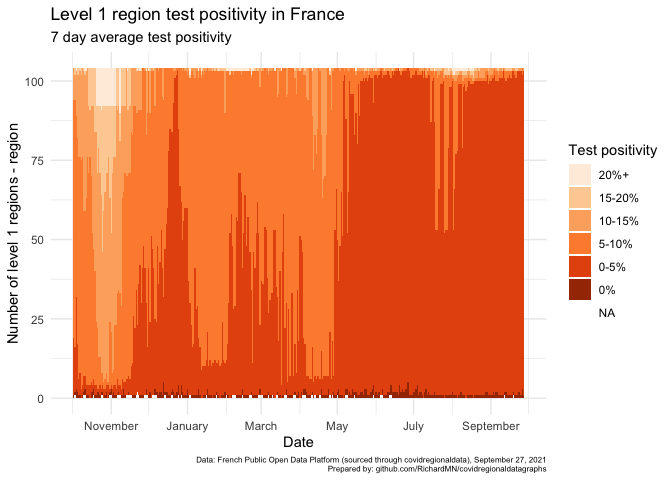 Level 1 region test positivity in France
7 day average test positivity
Number of level 1 regions - region
100
75
50
25
0
November
January
March
May
July
September
Date
Test positivity
20%+
15-20%
10-15%
5-10%
0-5%
0%
NA
Data: French Public Open Data Platform (sourced through covidregionaldata), September 27, 2021
Prepared by: github.com/RichardMN/covidregionaldatagraphs